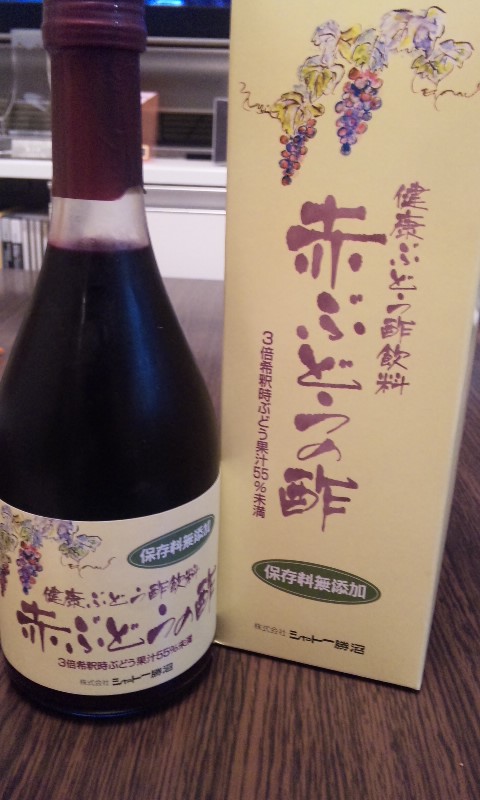 健康ぶどう酢飲料
赤ぶどうの酢
3倍希釈時ぶどう果汁55%未満
保存料無添加
株式会社 シャトー勝沼
保存料無添加
健康ぶどう酢飲料
赤ぶどうの酢
3倍希釈時ぶどう果汁55%未満
株式会社 シャトー勝沼